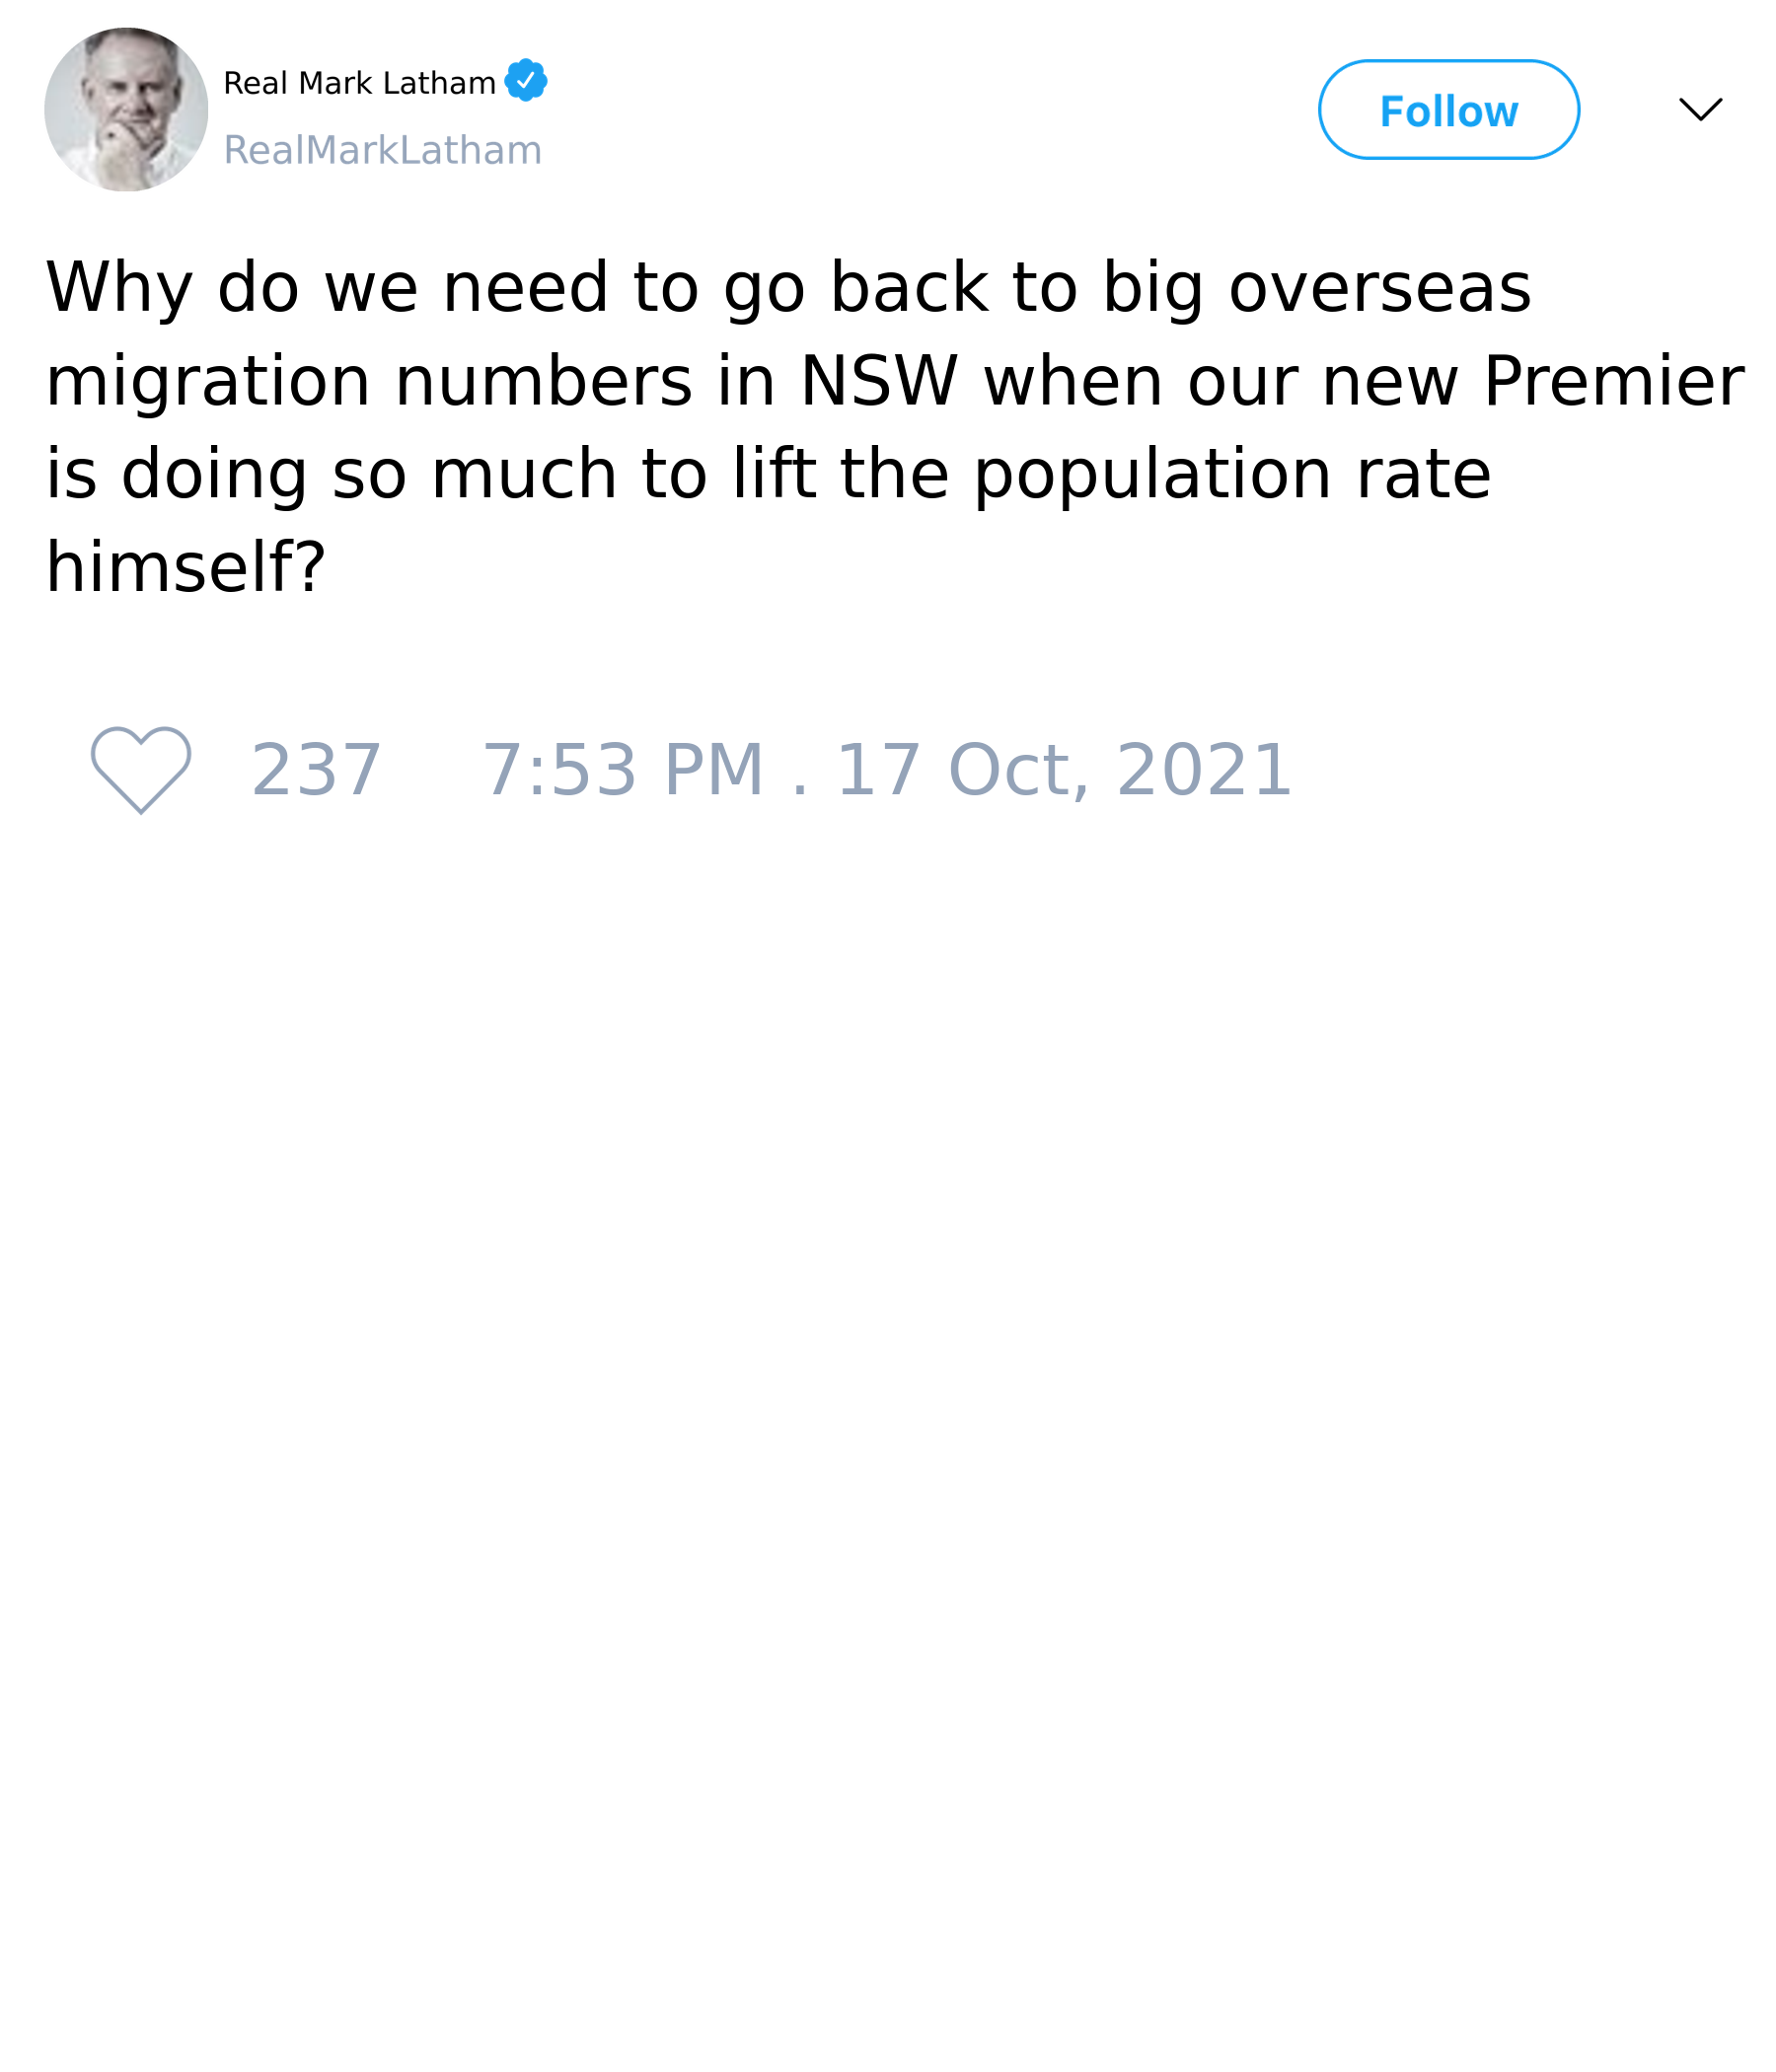 Real Mark Latham
RealMarkLatham
Follow
Why do we need to go back to big overseas
migration numbers in NSW when our new Premier
is doing so much to lift the population rate
himself?
237 7:53 PM . 17 Oct, 2021